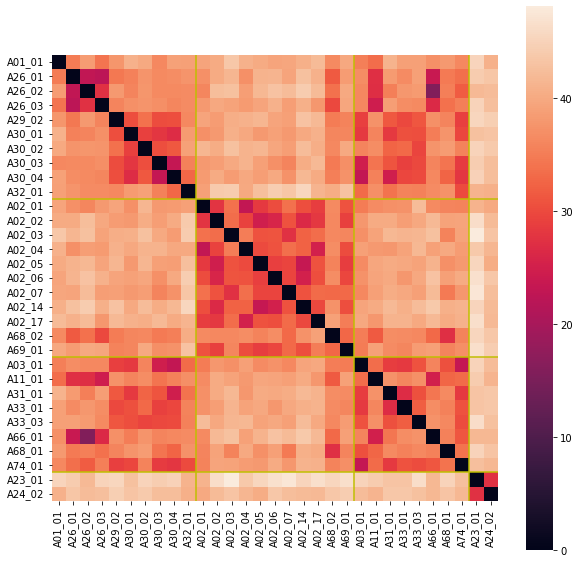 A01_01
A26_01
A26_02
A26_03
A29_02
A30_01
A30_02
A30_03
A30_04
A32_01
A02_01
A02_02
A02_03
A02_04
A02_05
A02_06
A02_07
A02_14
A02_17
A68_02
A69_01
A03_01
A11_01
A31_01
A33_01
A33_03
A66_01
A68_01
A74_01
A23_01
A24_02
A01_01
A26_01
A26_02
A26_03
A29_02
A30_01
A30_02
A30_03
A30_04
A32_01
A02_01
A02_02
A02_03
A02_04
A02_05
A02_06
A02_07
A02_14
A02_17
A68_02
A69_01
A03_01
A11_01
A31_01
A33_01
A33_03
A66_01
A68_01
A74_01
A23_01
A24_02
40
30
20
10
0